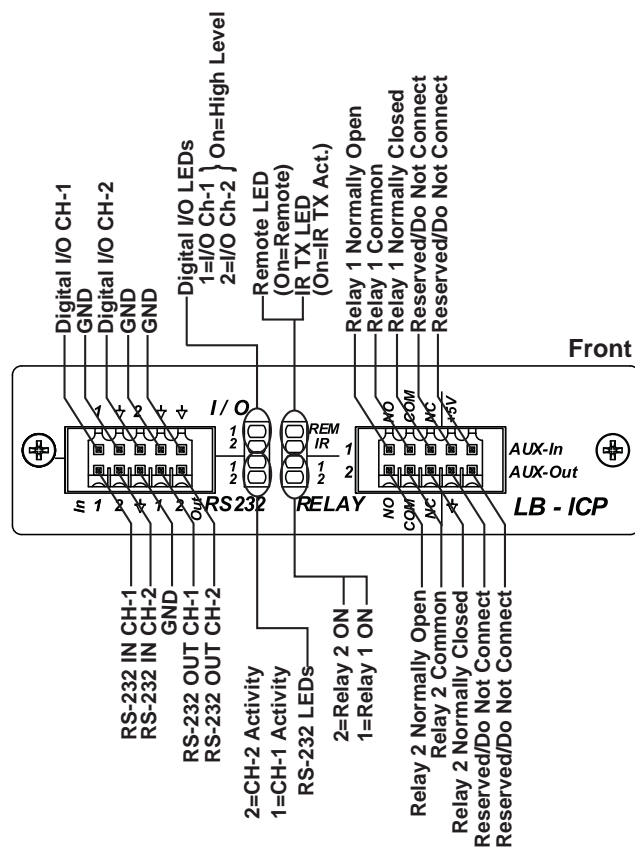 Digital I/O CH-1
GND
Digital I/O CH-2
GND
GND
Digital I/O LEDs
1=I/O Ch-1
2=I/O Ch-2
} On=High Level
Remote LED
(On=Remote)
IR TX LED
(On=IR TX Act.)
Relay 1 Normally Open
Relay 1 Common
Relay 1 Normally Closed
Reserved/Do Not Connect
Reserved/Do Not Connect
Front
1
2
I / O
1
2
1
2
REM
IR
1
2
NO
COM
NC
+5V
1
2
AUX-In
AUX-Out
In
1
2
1
2
Out
RS232
RELAY
NO
COM
NC
LB - ICP
RS-232 IN CH-1
RS-232 IN CH-2
GND
RS-232 OUT CH-1
RS-232 OUT CH-2
2=CH-2 Activity
1=CH-1 Activity
RS-232 LEDs
2=Relay 2 ON
1=Relay 1 ON
Relay 2 Normally Open
Relay 2 Common
Relay 2 Normally Closed
Reserved/Do Not Connect
Reserved/Do Not Connect